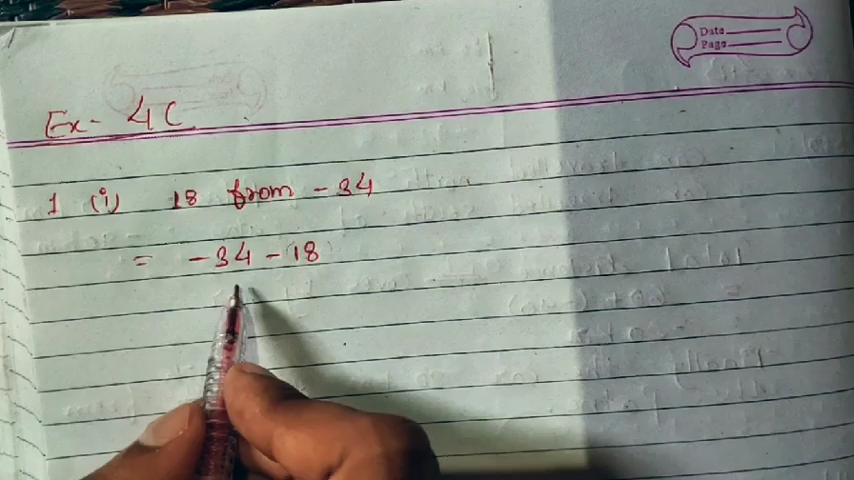 Date
Page
Ex- 4C
1 (i) 18 from - 34
= - 34 - 18